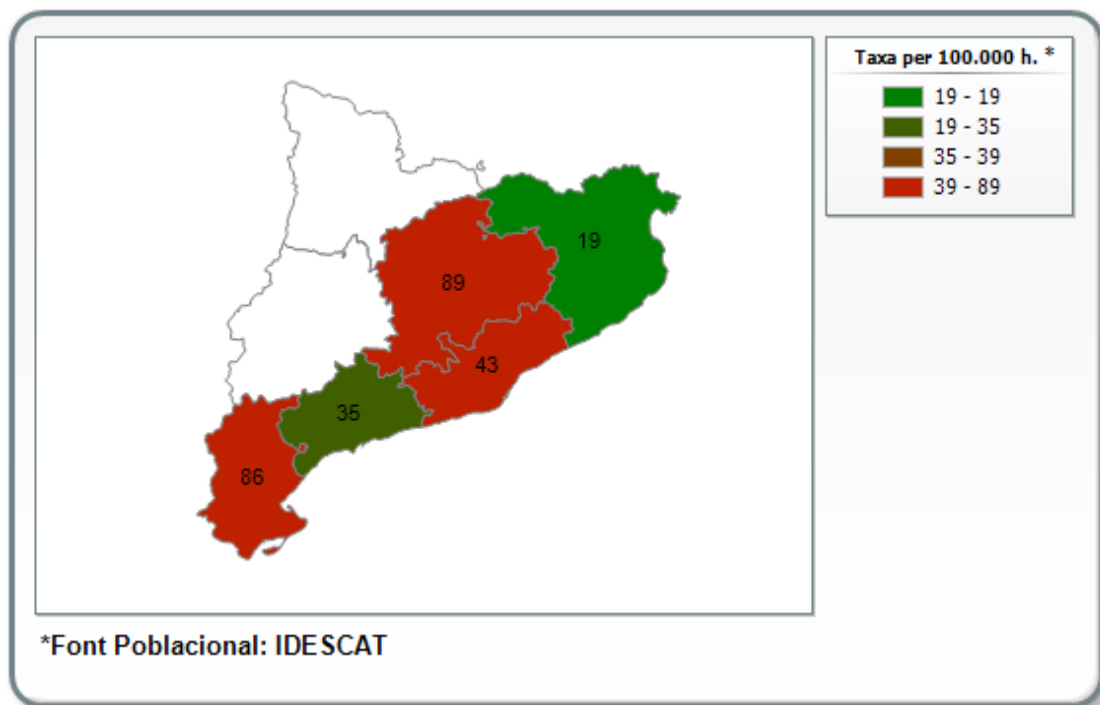 Taxa per 100.000 h. *
19 - 19
19 - 35
35 - 39
39 - 89
19
89
43
35
86
*Font Poblacional: IDESCAT